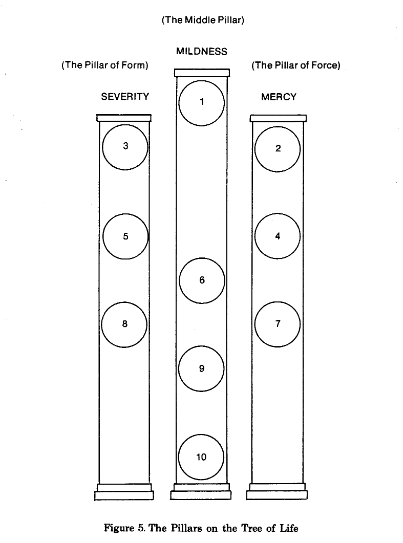 (The Middle Pillar)
MILDNESS
(The Pillar of Form) (The Pillar of Force)
SEVERITY MERCY
1
3 2
5 4
6
8 7
9
10
Figure 5. The Pillars on the Tree of Life